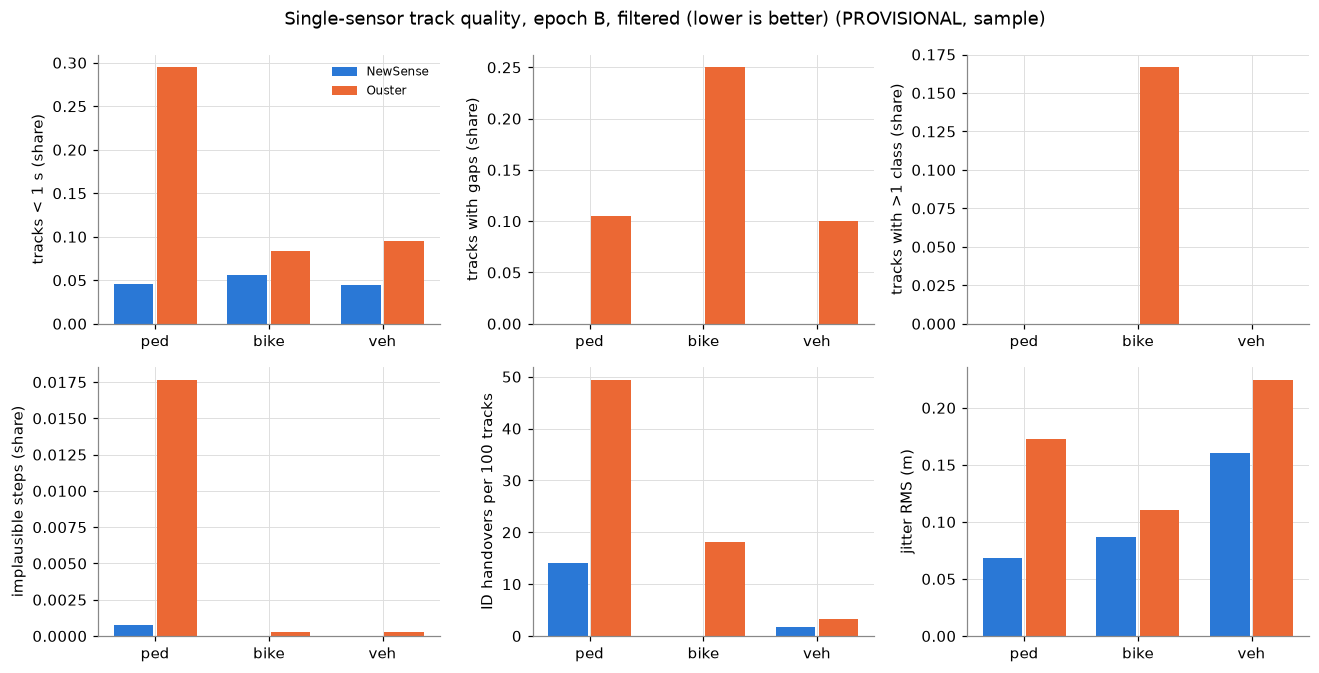 Single-sensor track quality, epoch B, filtered (lower is better) (PROVISIONAL, sample)
tracks < 1 s (share)
0.30
0.25
0.20
0.15
0.10
0.05
0.00
NewSense
Ouster
ped bike veh
tracks with gaps (share)
0.25
0.20
0.15
0.10
0.05
0.00
ped bike veh
tracks with >1 class (share)
0.175
0.150
0.125
0.100
0.075
0.050
0.025
0.000
ped bike veh
implausible steps (share)
0.0175
0.0150
0.0125
0.0100
0.0075
0.0050
0.0025
0.0000
ped bike veh
ID handovers per 100 tracks
50
40
30
20
10
0
ped bike veh
jitter RMS (m)
0.20
0.15
0.10
0.05
0.00
ped bike veh